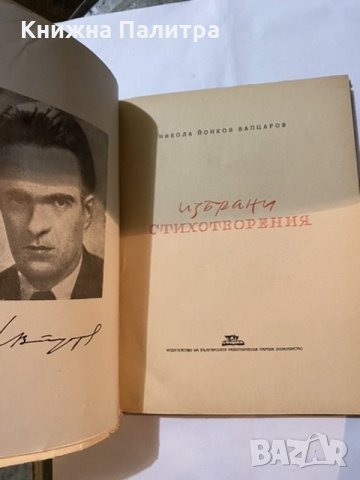 Книжна Палитра
НИКОЛА ЙОНКОВ ВАПЦАРОВ
избрани
СТИХОТВОРЕНИЯ
ИЗДАТЕЛСТВО НА БЪЛГАРСКАТА РАБОТНИЧЕСКА ПАРТИЯ (КОМУНИСТИ)
BAZAR